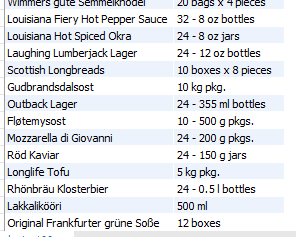 Wimmers gute Semmelknödel 20 bags x 4 pieces
Louisiana Fiery Hot Pepper Sauce 32 - 8 oz bottles
Louisiana Hot Spiced Okra 24 - 8 oz jars
Laughing Lumberjack Lager 24 - 12 oz bottles
Scottish Longbreads 10 boxes x 8 pieces
Gudbrandsdalsost 10 kg pkg.
Outback Lager 24 - 355 ml bottles
Fløtemysost 10 - 500 g pkgs.
Mozzarella di Giovanni 24 - 200 g pkgs.
Röd Kaviar 24 - 150 g jars
Longlife Tofu 5 kg pkg.
Rhönbräu Klosterbier 24 - 0.5 l bottles
Lakkalikööri 500 ml
Original Frankfurter grüne Soße 12 boxes